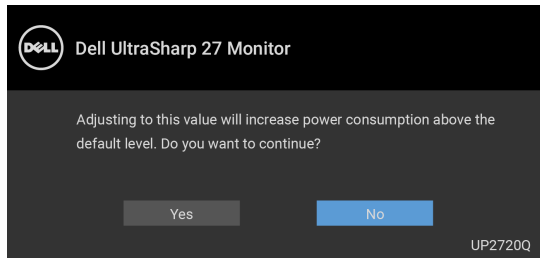 DELL
Dell UltraSharp 27 Monitor
Adjusting to this value will increase power consumption above the
default level. Do you want to continue?
Yes
No
UP2720Q